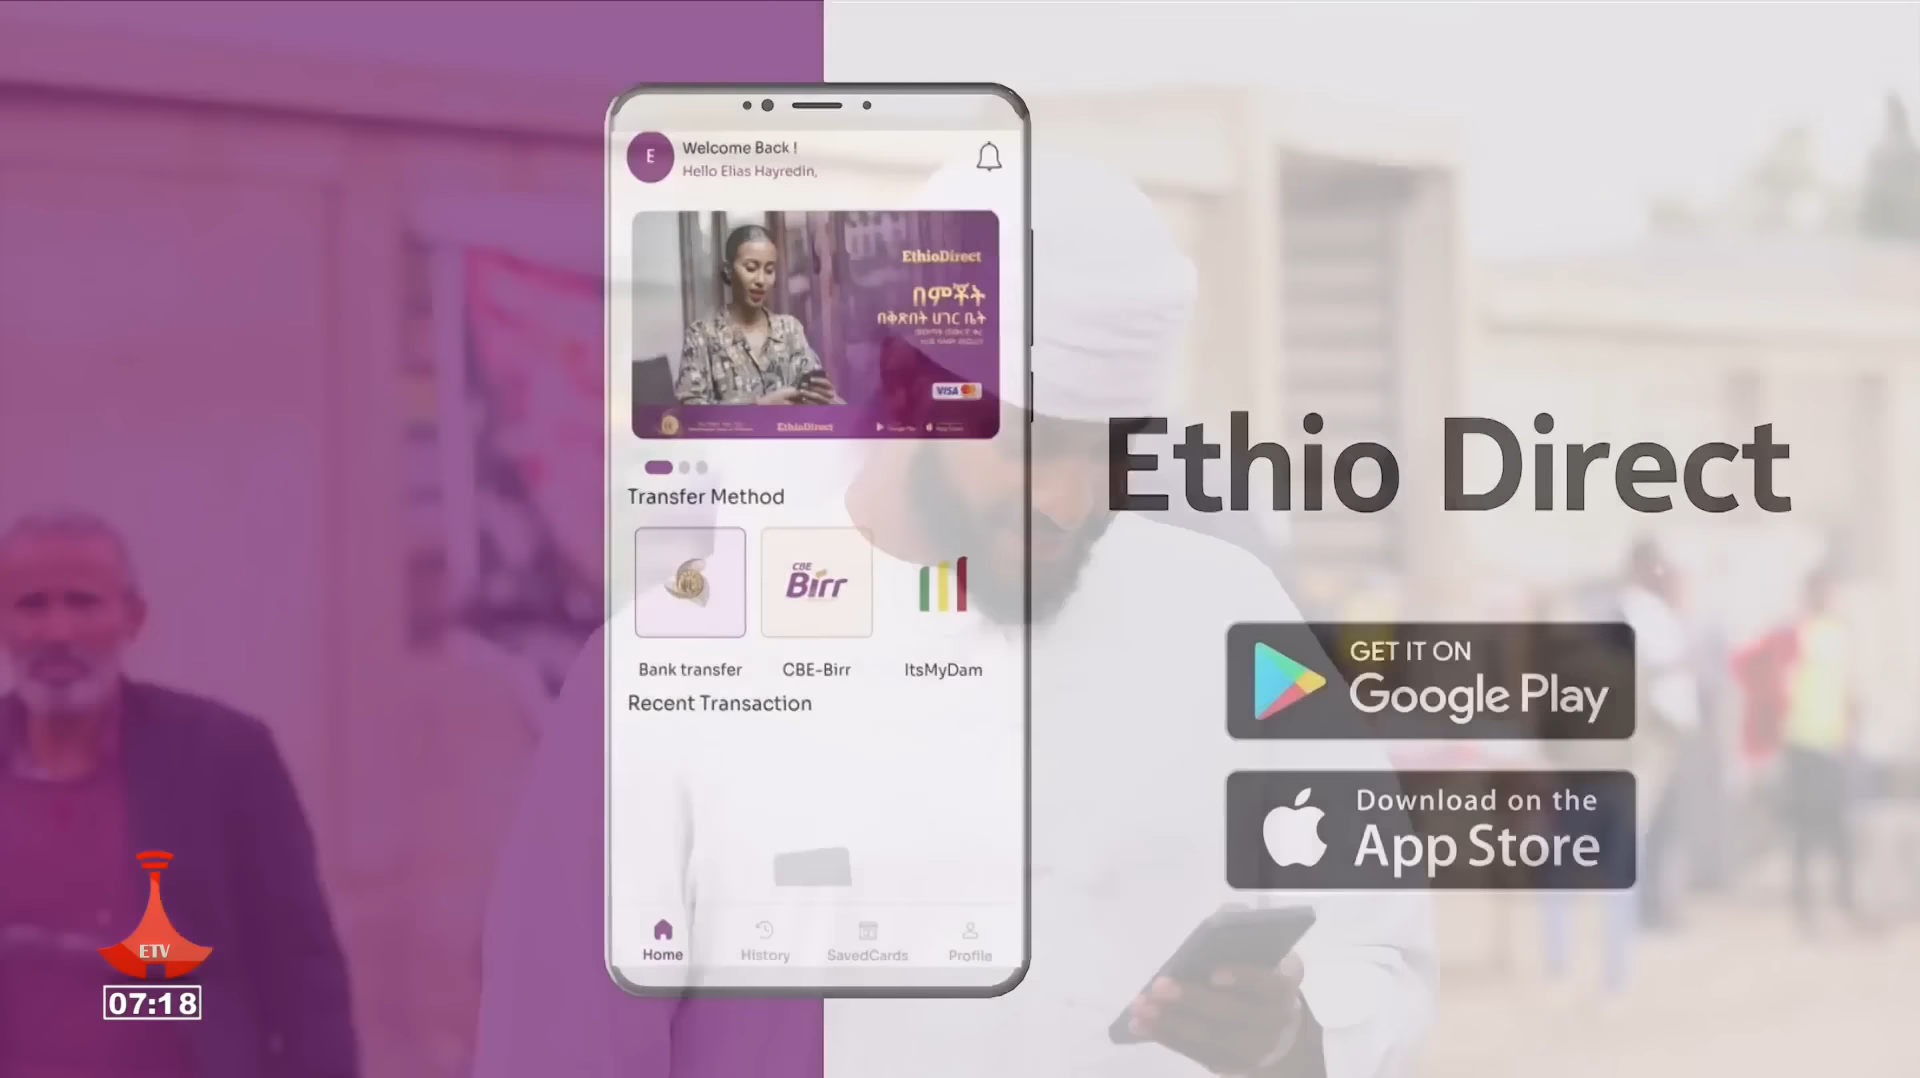 E
Welcome Back !
Hello Elias Hayredin,
EthioDirect
በምቾት
በቅጽበት ሀገር ቤት
VISA
EthioDirect
Transfer Method
CBE
Birr
Bank transfer
CBE-Birr
ItsMyDam
Recent Transaction
Home
History
SavedCards
Profile
Ethio Direct
GET IT ON
Google Play
Download on the
App Store
ETV
07:18